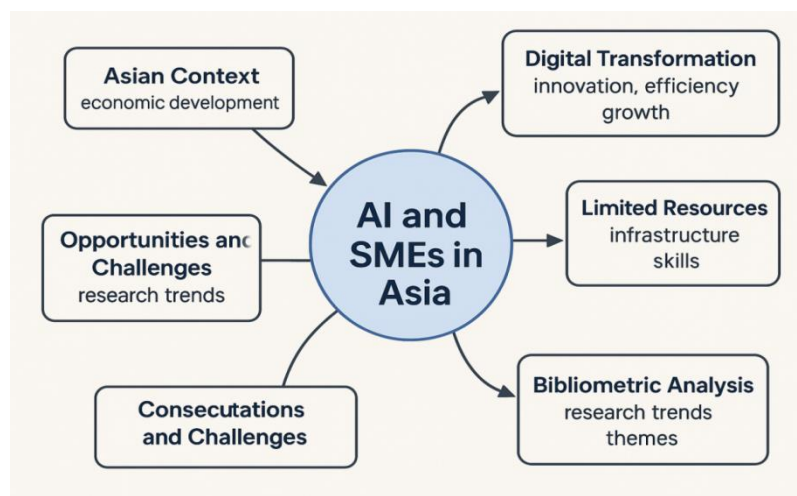 Asian Context
economic development
Opportunities and
Challenges
research trends
Consecutations
and Challenges
AI and
SMEs in
Asia
Digital Transformation
innovation, efficiency
growth
Limited Resources
infrastructure
skills
Bibliometric Analysis
research trends
themes